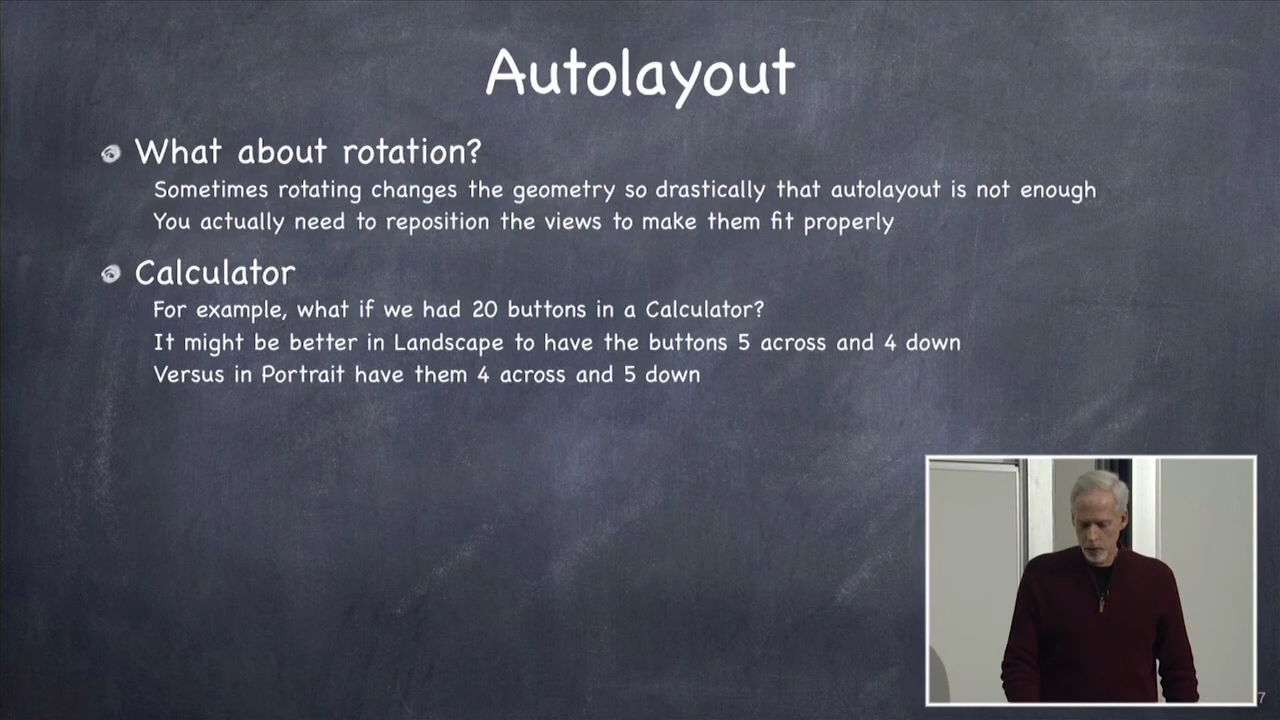 Autolayout
What about rotation?
Sometimes rotating changes the geometry so drastically that autolayout is not enough
You actually need to reposition the views to make them fit properly
Calculator
For example, what if we had 20 buttons in a Calculator?
It might be better in Landscape to have the buttons 5 across and 4 down
Versus in Portrait have them 4 across and 5 down
7